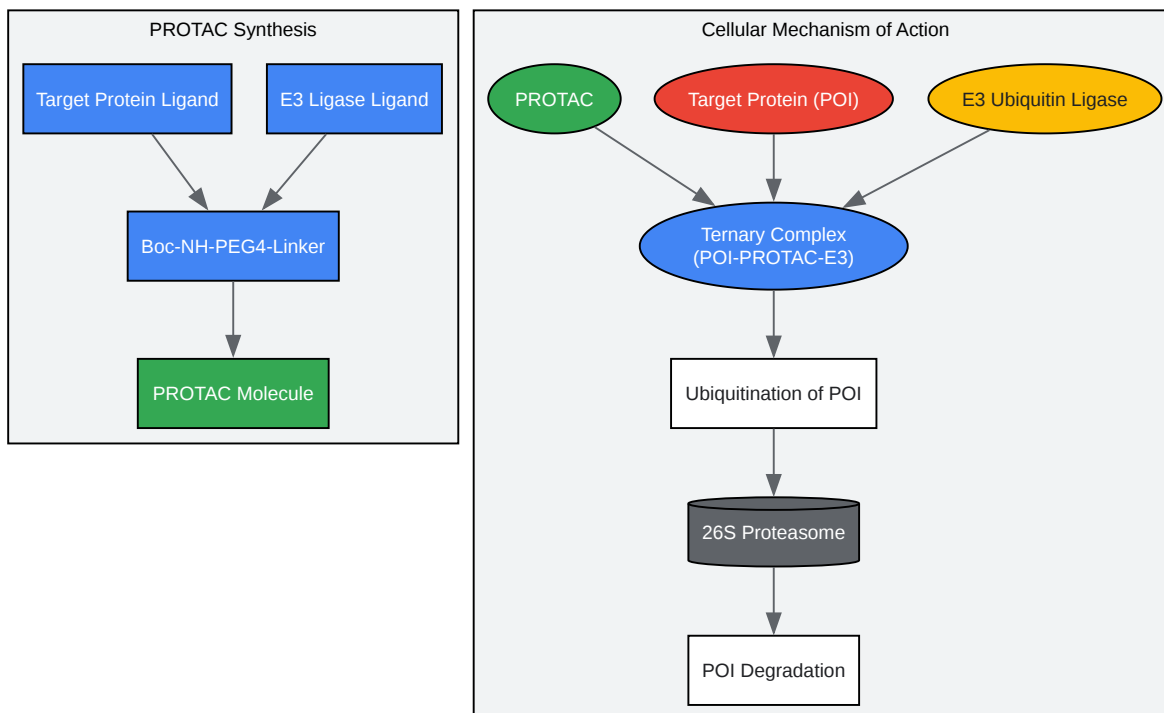 PROTAC Synthesis
Target Protein Ligand
E3 Ligase Ligand
Boc-NH-PEG4-Linker
PROTAC Molecule
Cellular Mechanism of Action
PROTAC
Target Protein (POI)
E3 Ubiquitin Ligase
Ternary Complex
(POI-PROTAC-E3)
Ubiquitination of POI
26S Proteasome
POI Degradation